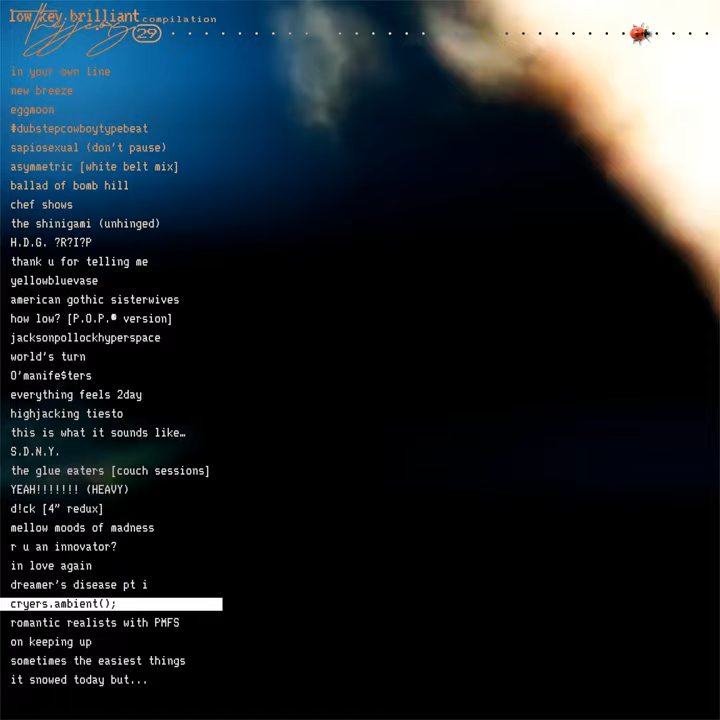 low key brilliant compilation
29
in your own line
new breeze
eggmoon
#dubstepcowboytypebeat
sapiosexual (don't pause)
asymmetric [white belt mix]
ballad of bomb hill
chef shows
the shinigami (unhinged)
H.D.G. ?R?I?P
thank u for telling me
yellowbluevase
american gothic sisterwives
how low? [P.O.P.® version]
jacksonpollockhyperspace
world's turn
O'manife$ters
everything feels 2day
highjacking tiesto
this is what it sounds like…
S.D.N.Y.
the glue eaters [couch sessions]
YEAH!!!!!!! (HEAVY)
d!ck [4” redux]
mellow moods of madness
r u an innovator?
in love again
dreamer's disease pt i
cryers.ambient();
romantic realists with PMFS
on keeping up
sometimes the easiest things
it snowed today but...